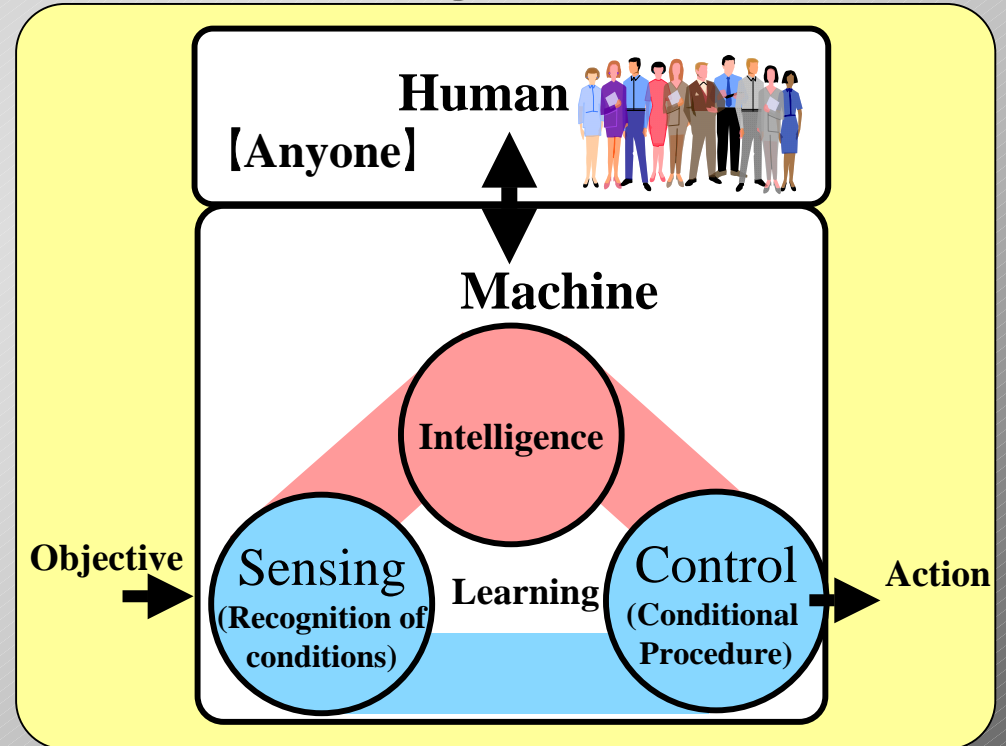 Human
【Anyone】
Machine
Intelligence
Objective
Sensing
(Recognition of
conditions)
Learning
Control
(Conditional
Procedure)
Action